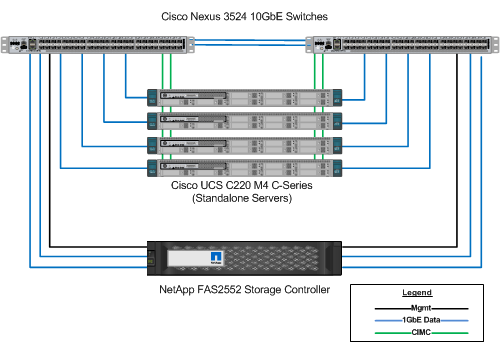 Cisco Nexus 3524 10GbE Switches
Cisco UCS C220 M4 C-Series
(Standalone Servers)
NetApp
NetApp FAS2552 Storage Controller
Legend
Mgmt
1GbE Data
CIMC